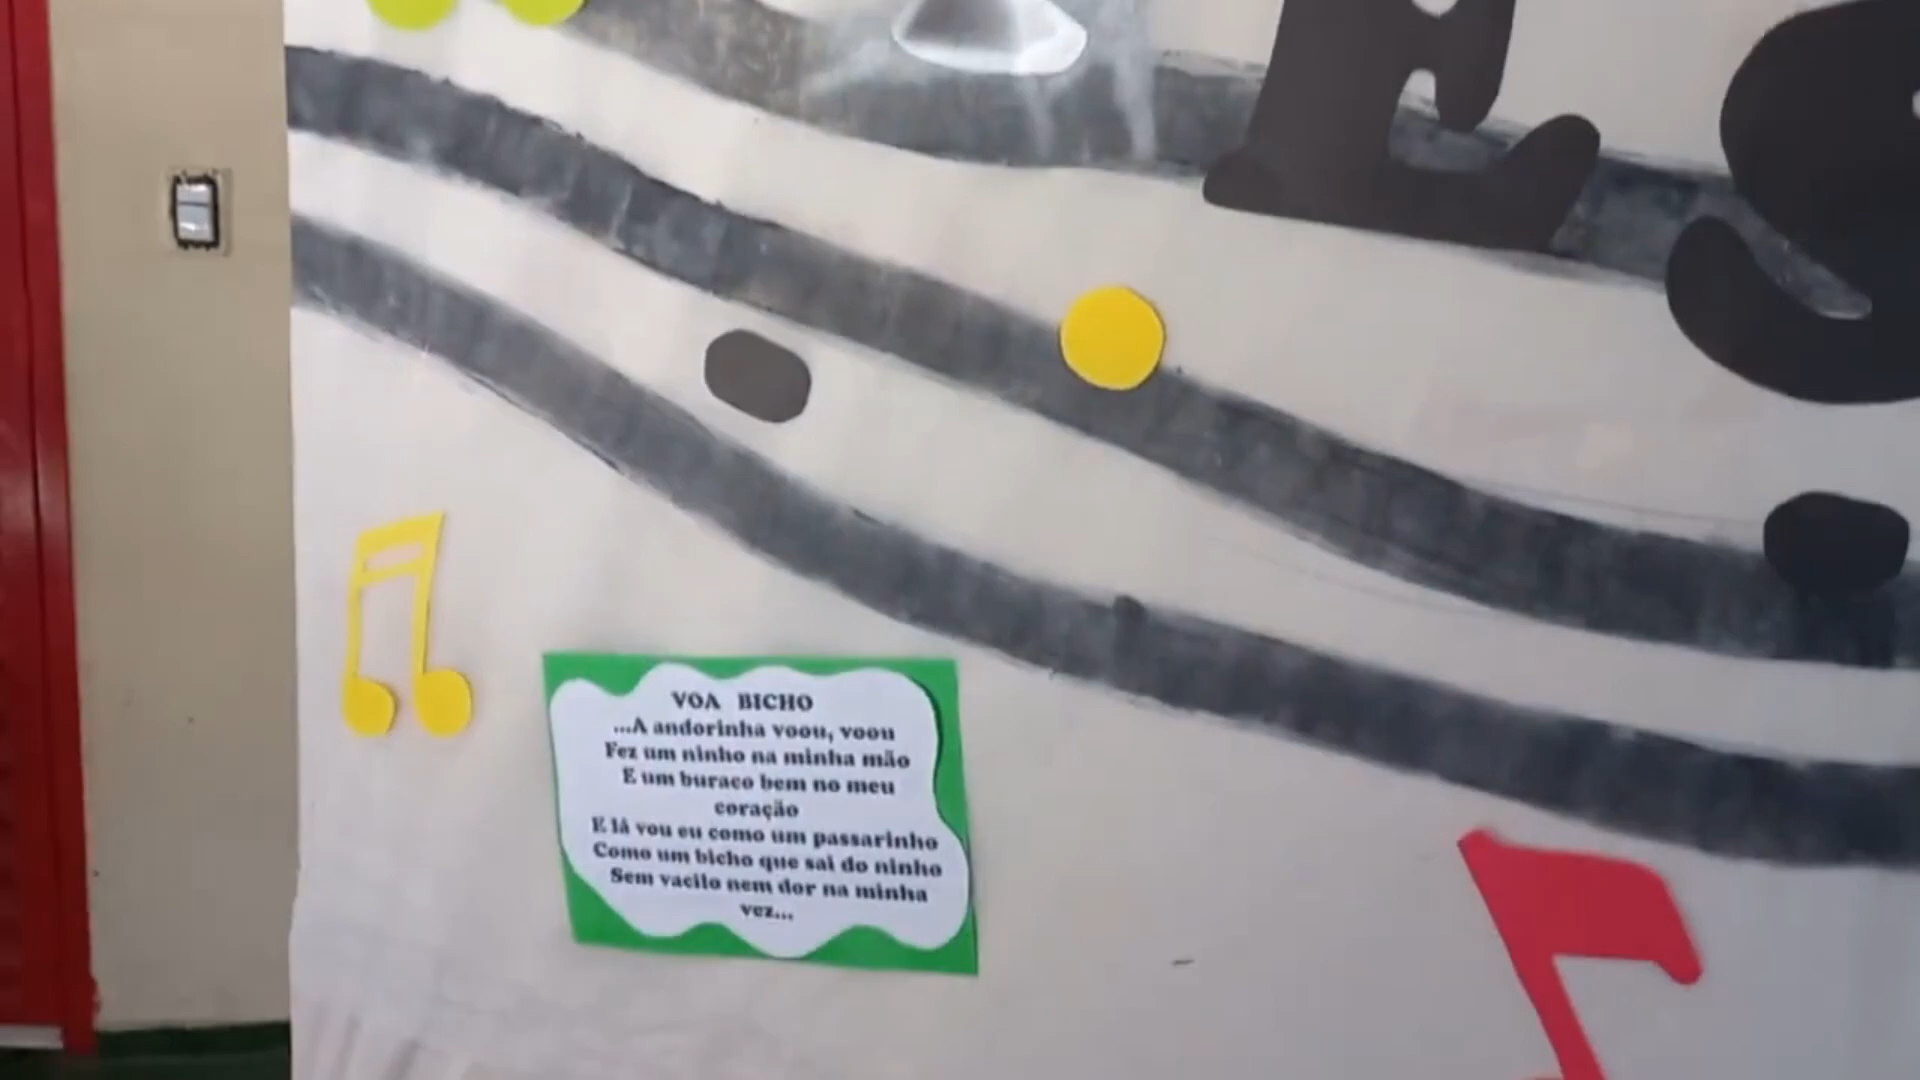 ES
VOA BICHO
...A andorinha voou, voou
Fez um ninho na minha mão
E um buraco bem no meu
coração
E lá vou eu como um passarinho
Como um bicho que sai do ninho
Sem vacilo nem dor na minha
vez...